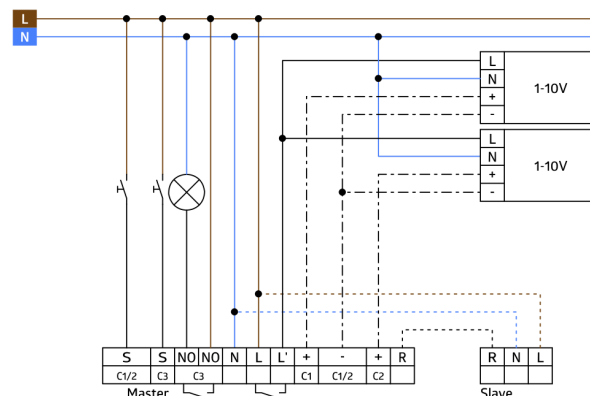 L
N
L
N
+
-
1-10V
L
N
+
-
1-10V
S S NO NO N L L' + - + R
C1/2 C3 C3 C1 C1/2 C2
Master
R N L
Slave